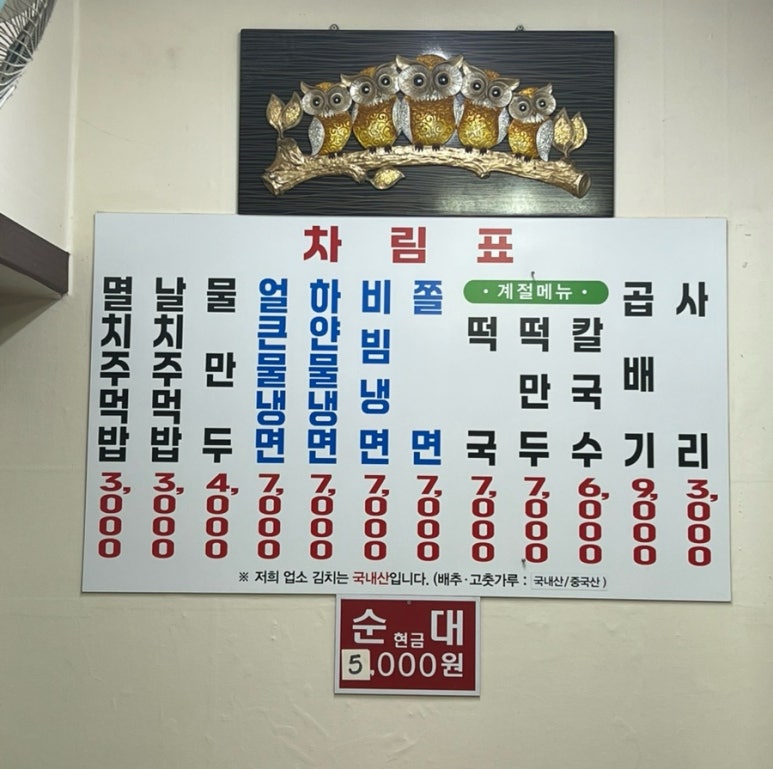 차림표
멸치주먹밥 3,000
날치주먹밥 3,000
물만두 4,000
얼큰물냉면 7,000
하얀물냉면 7,000
비빔냉면 7,000
쫄면 7,000
· 계절메뉴 ·
떡국 7,000
떡만두 7,000
칼국수 6,000
곱배기 9,000
사리 3,000
※ 저희 업소 김치는 국내산입니다. (배추·고춧가루 : 국내산/중국산)
순대
현금
5,000원